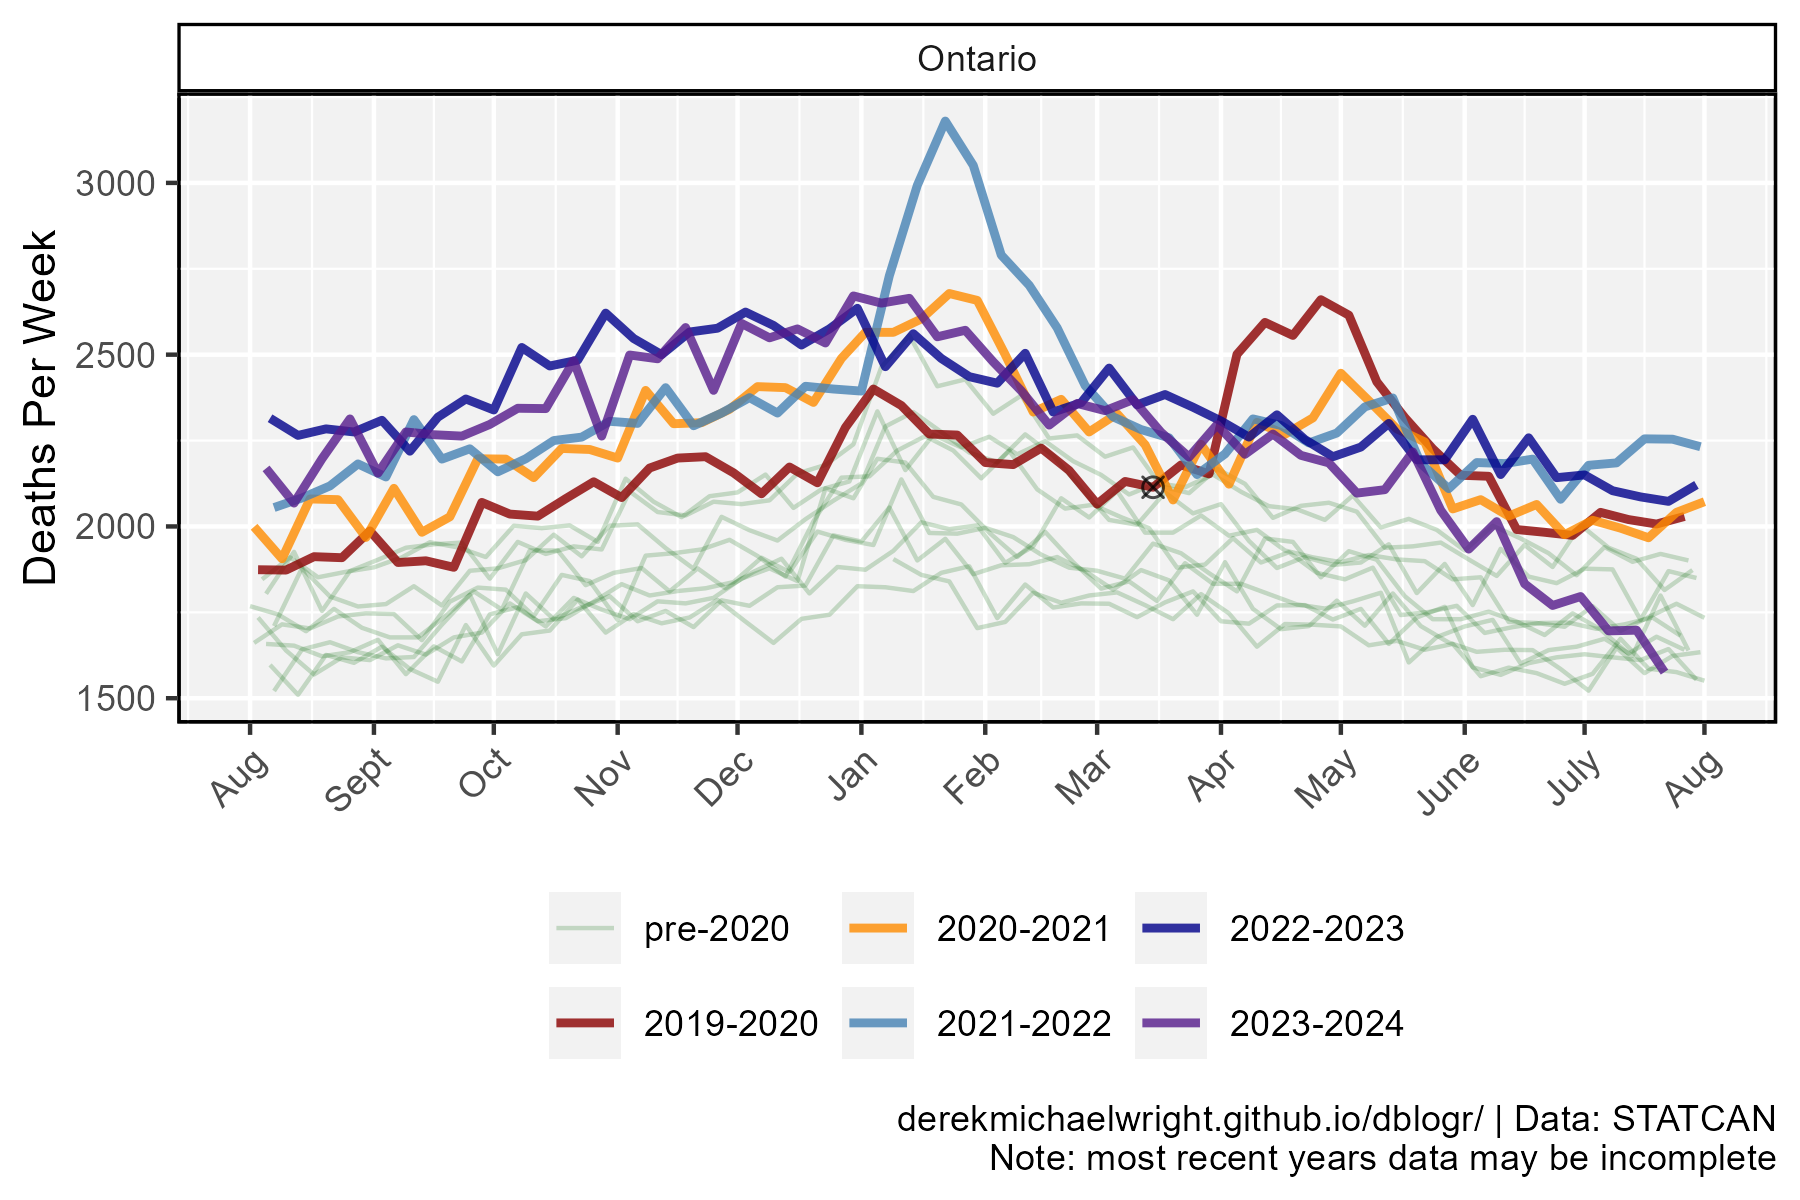 Ontario
Deaths Per Week
3000
2500
2000
1500
Aug Sept Oct Nov Dec Jan Feb Mar Apr May June July Aug
pre-2020 2020-2021 2022-2023
2019-2020 2021-2022 2023-2024
derekmichaelwright.github.io/dblogr/ | Data: STATCAN
Note: most recent years data may be incomplete